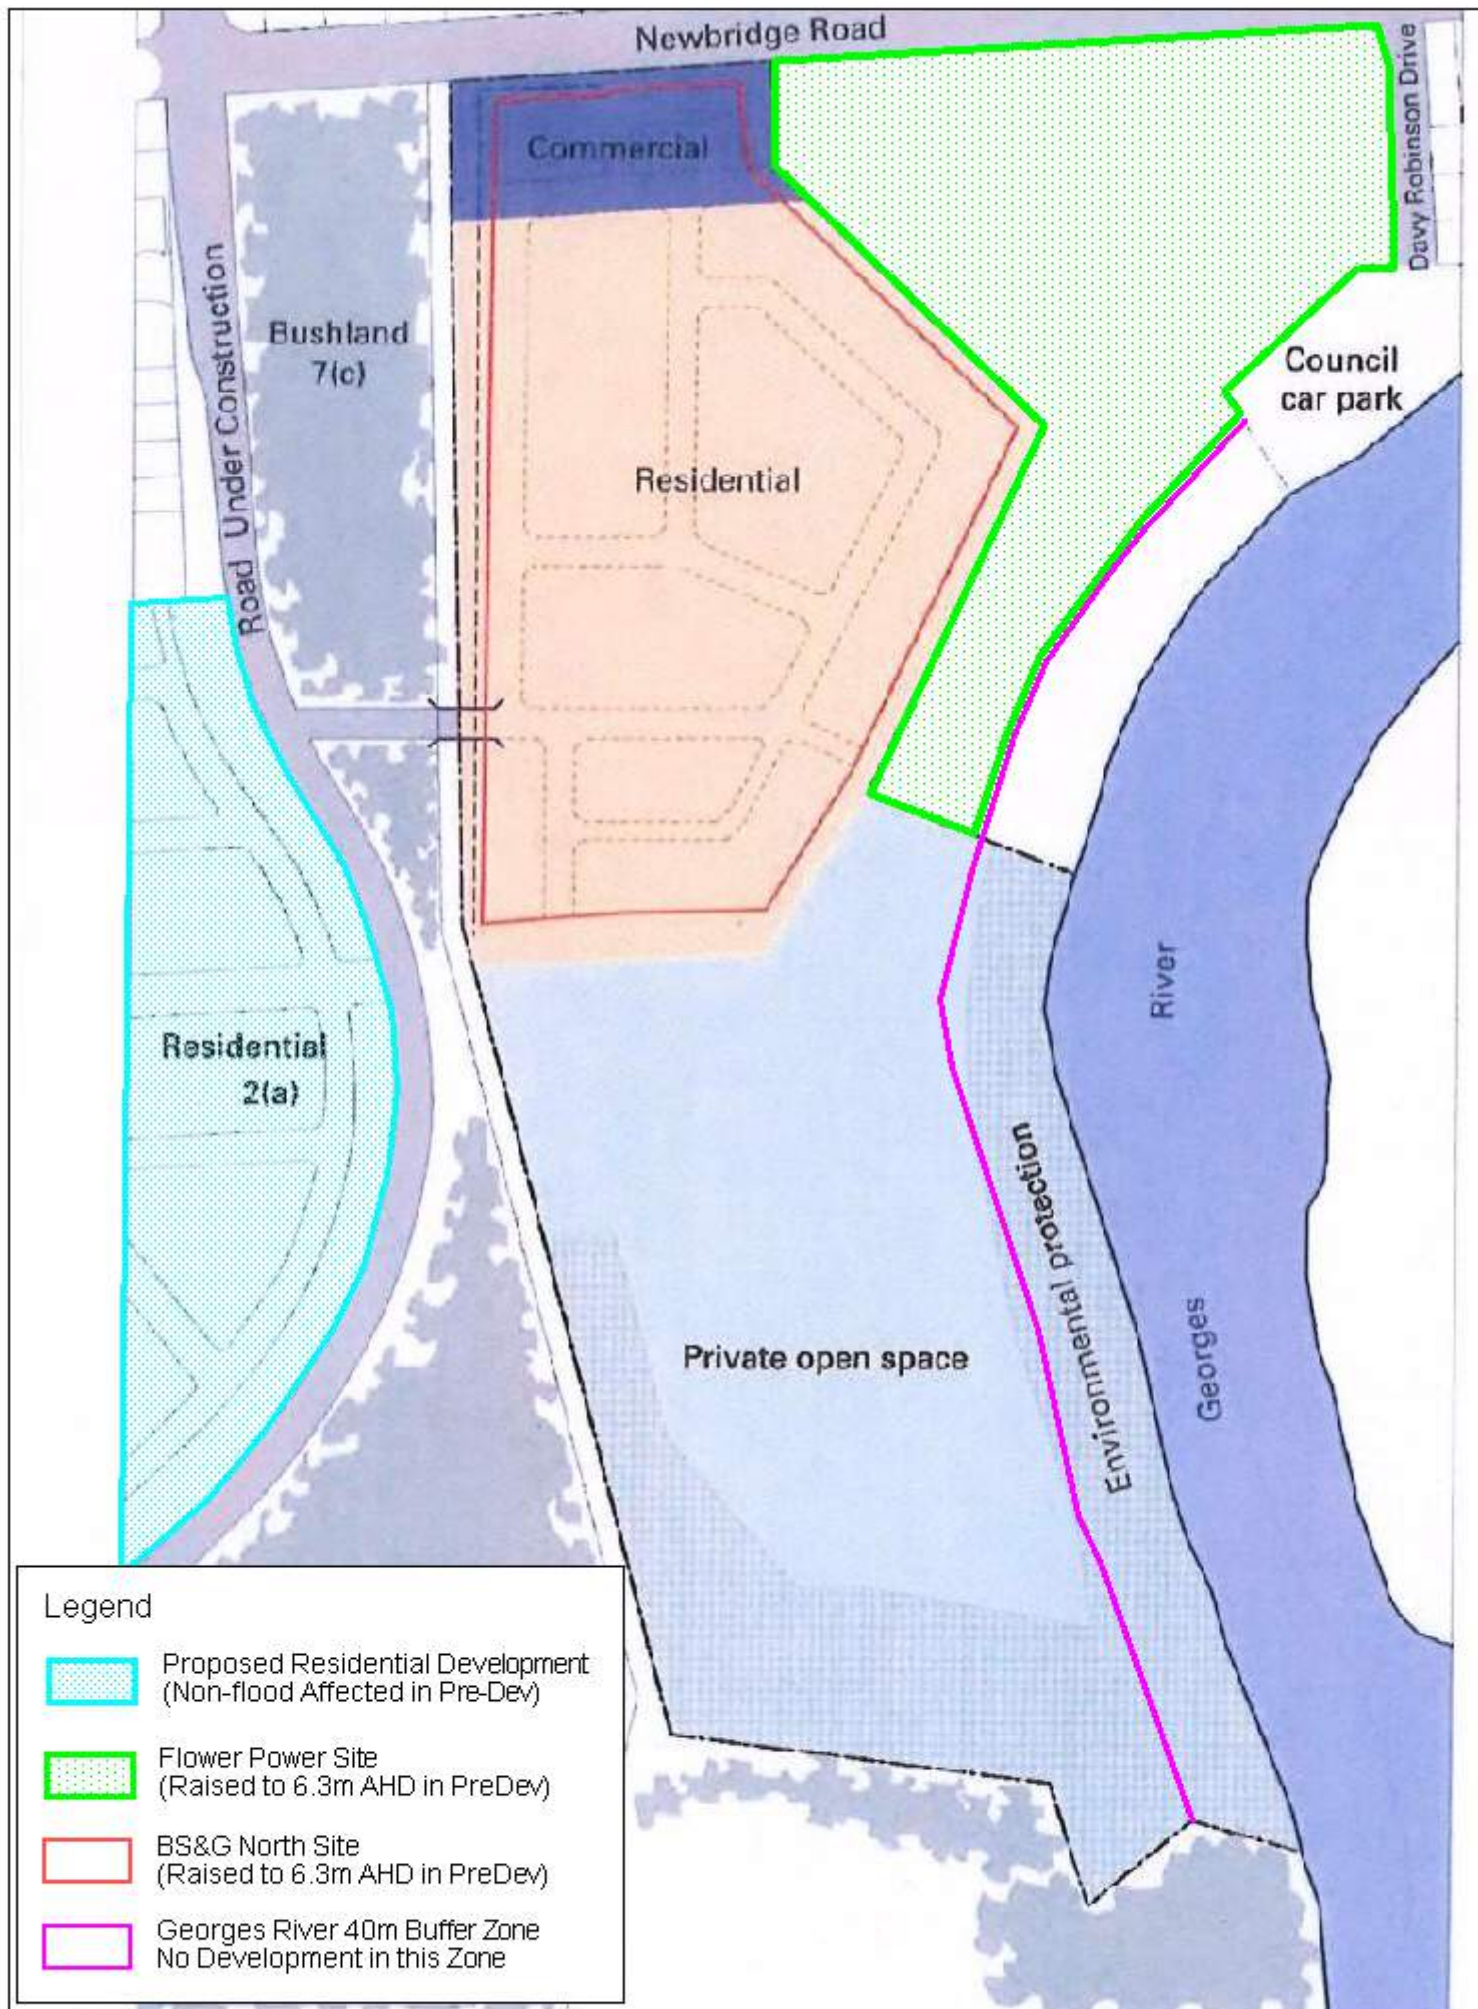 Newbridge Road
Davy Robinson Drive
Commercial
Road Under Construction
Bushland
7(c)
Council
car park
Residential
River
Residential
2(a)
Environmental protection
Georges
Private open space
Legend
Proposed Residential Development
(Non-flood Affected in Pre-Dev)
Flower Power Site
(Raised to 6.3m AHD in PreDev)
BS&G North Site
(Raised to 6.3m AHD in PreDev)
Georges River 40m Buffer Zone
No Development in this Zone